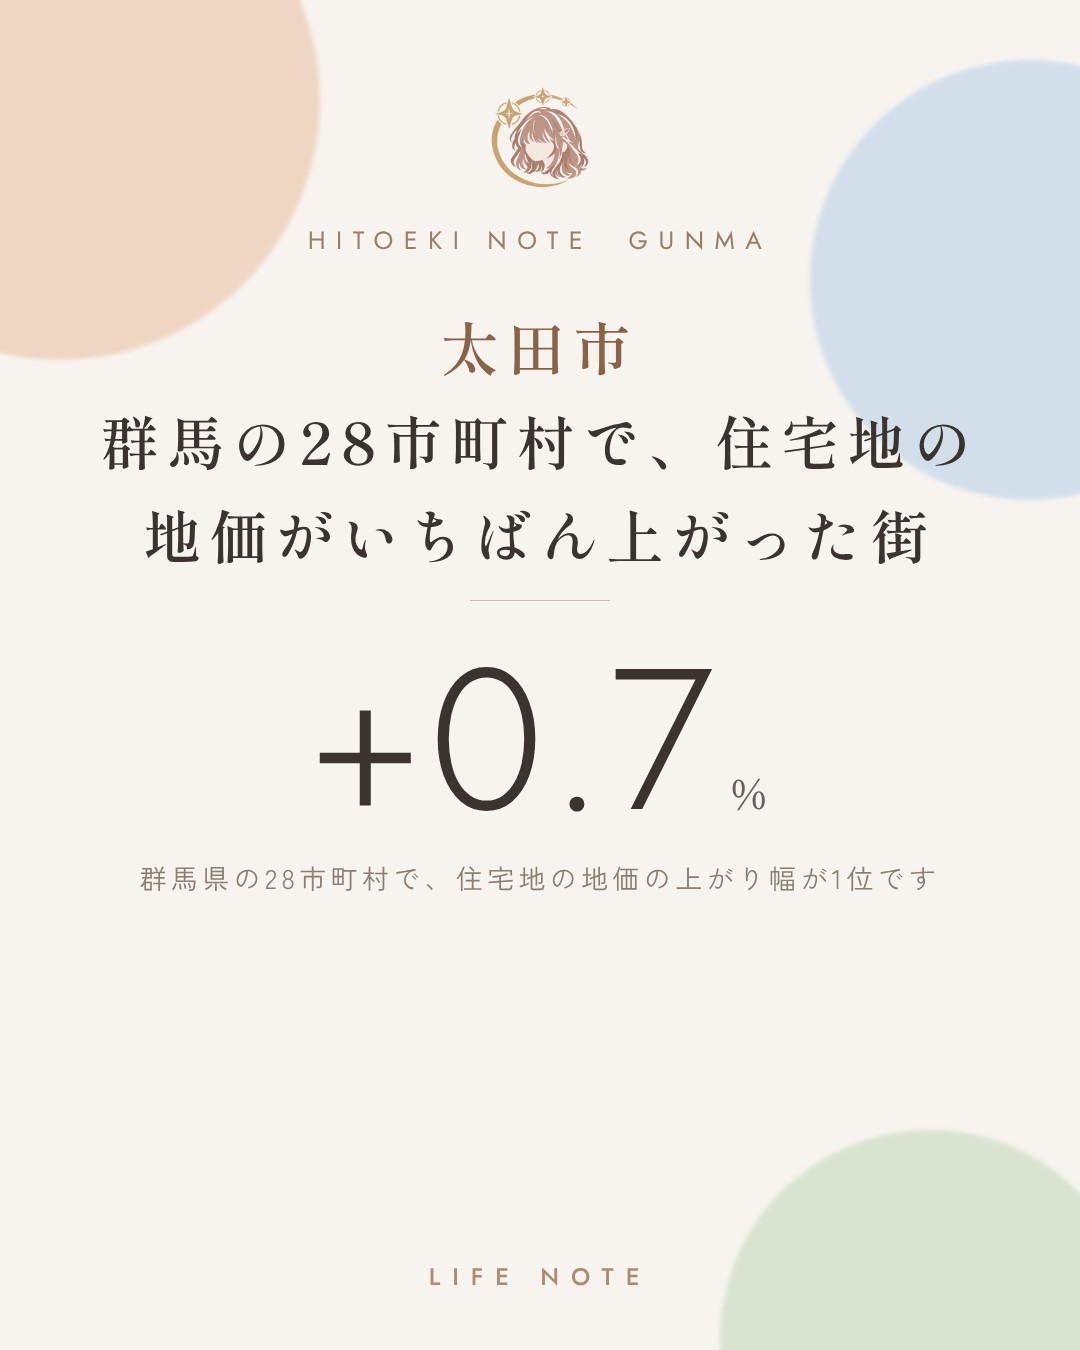 HITOEKI NOTE GUNMA
太田市
群馬の28市町村で、住宅地の
地価がいちばん上がった街
+0.7%
群馬県の28市町村で、住宅地の地価の上がり幅が1位です
LIFE NOTE